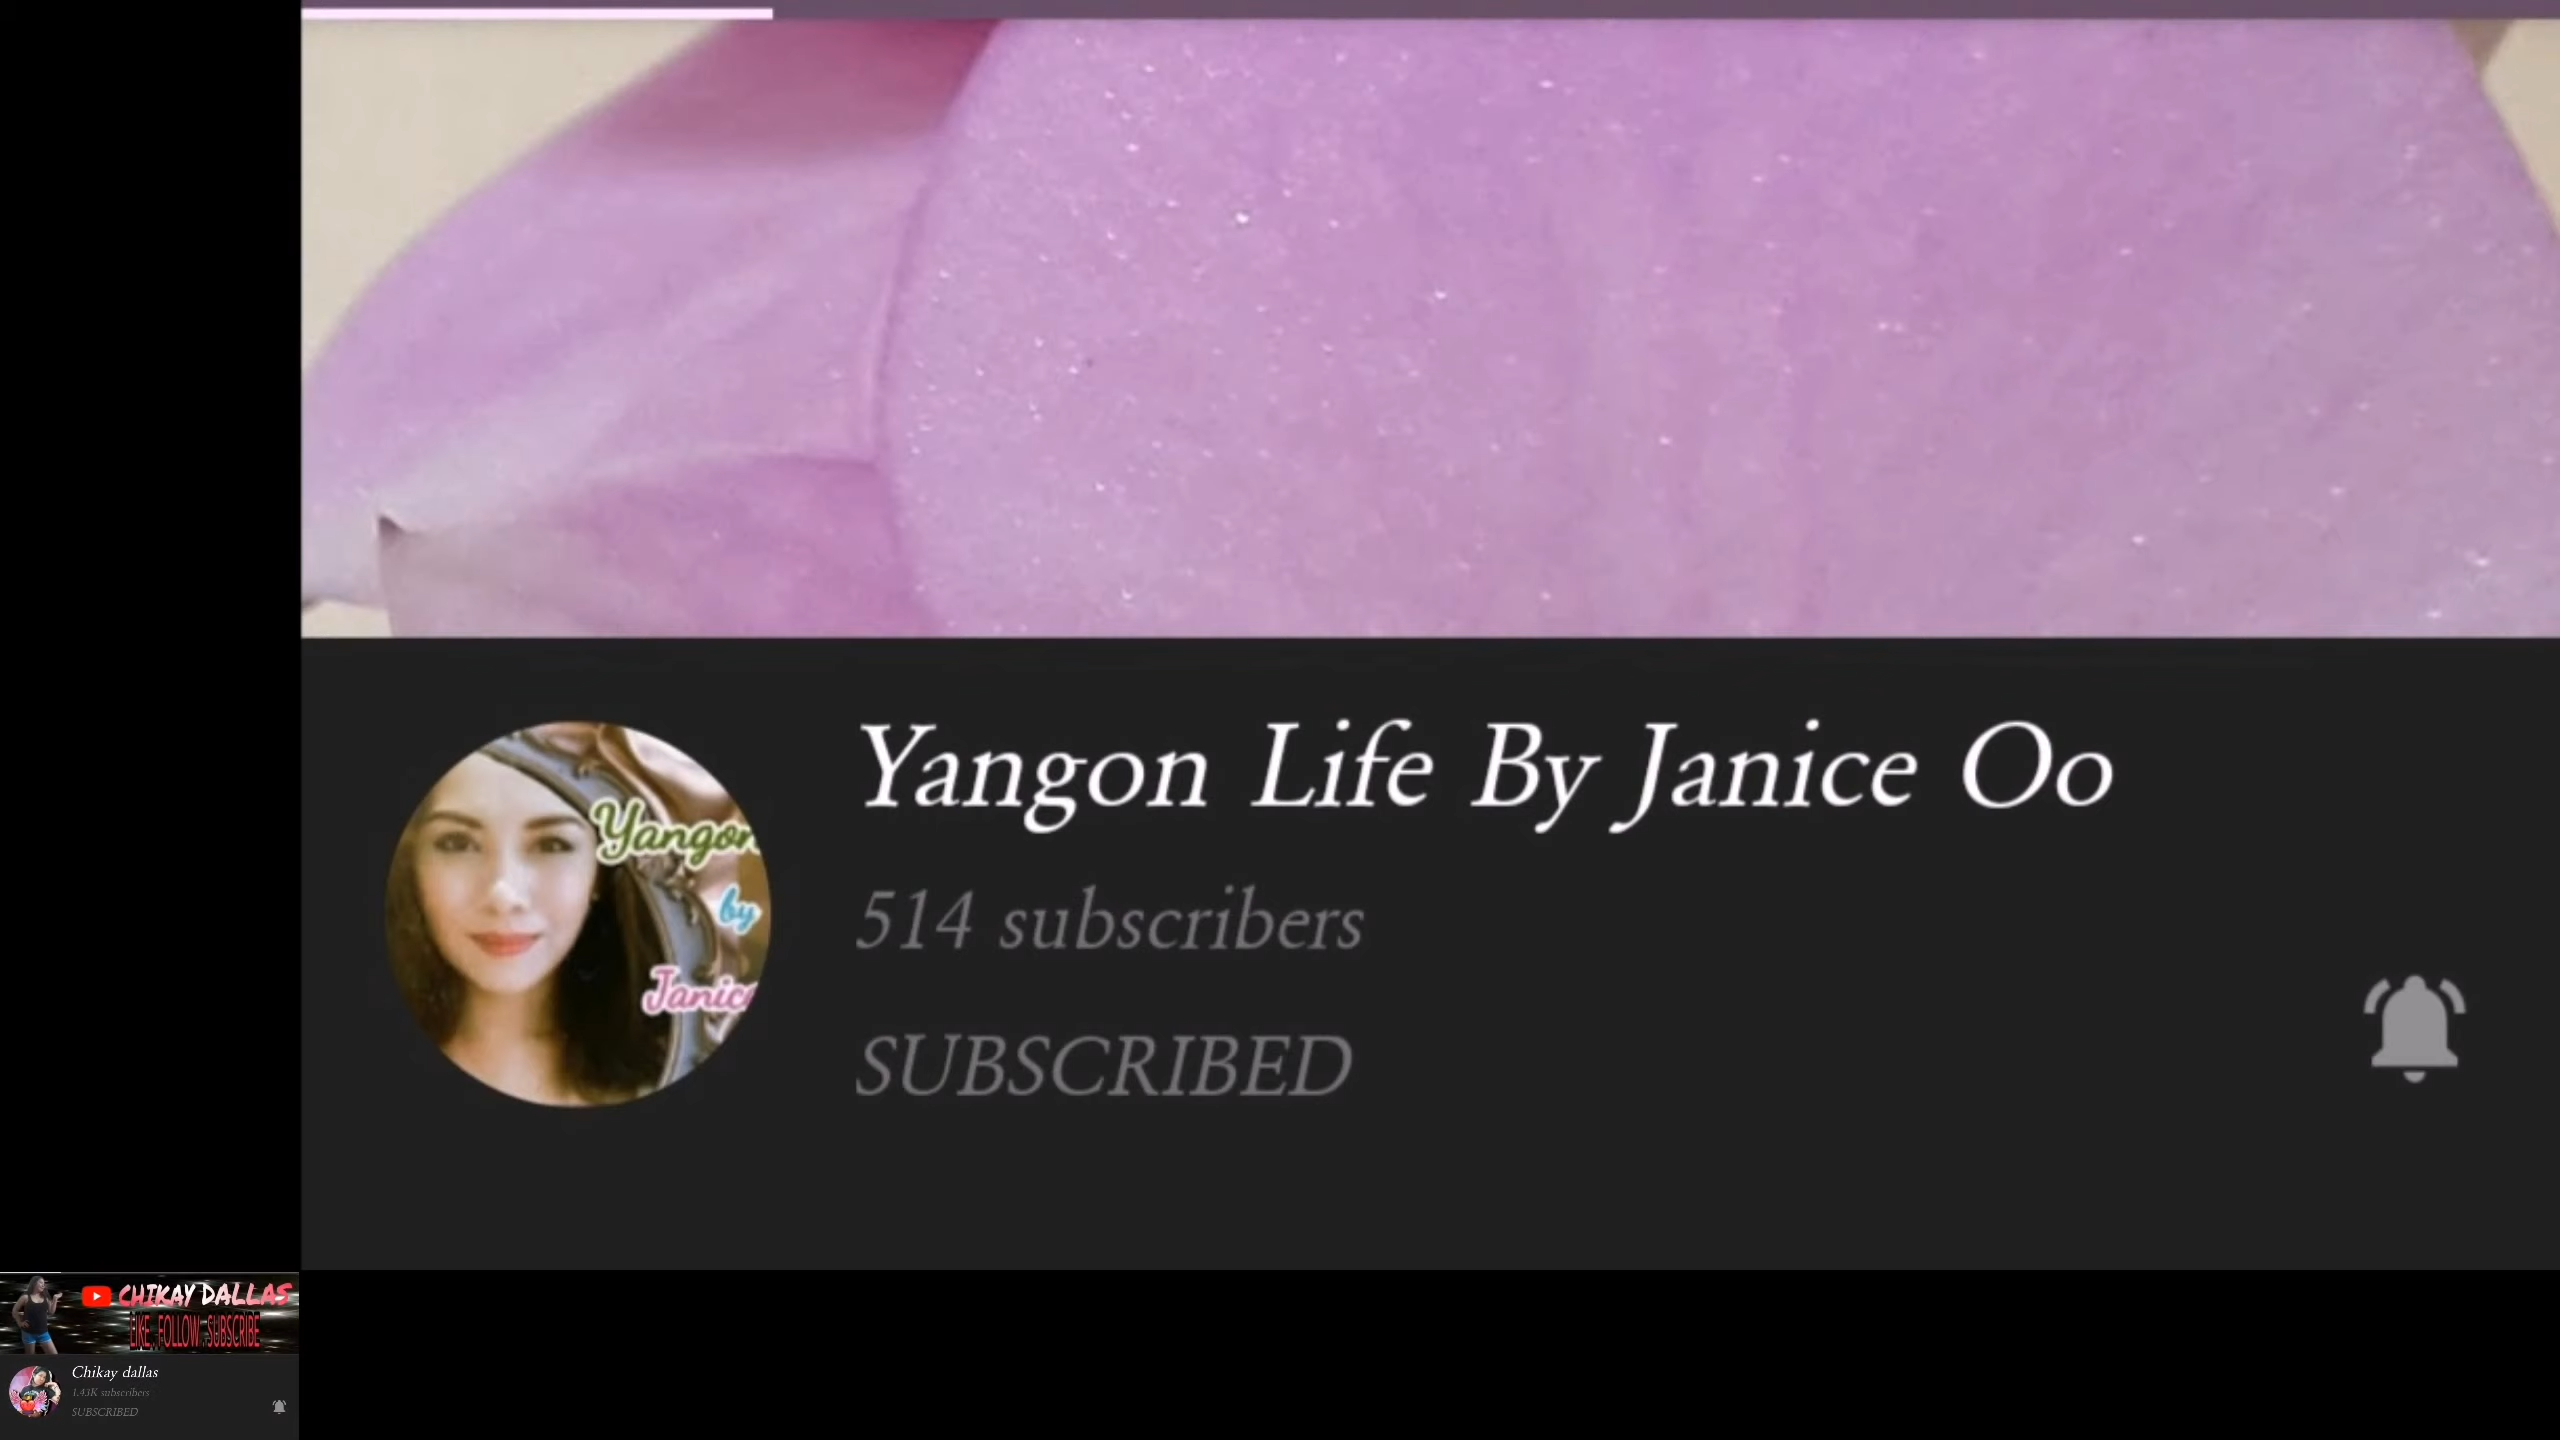 Yangon Life By Janice Oo
514 subscribers
SUBSCRIBED
Yangon
by
Janice
CHIKAY DALLAS
LIKE FOLLOW SUBSCRIBE
Chikay dallas
1.43K subscribers
SUBSCRIBED